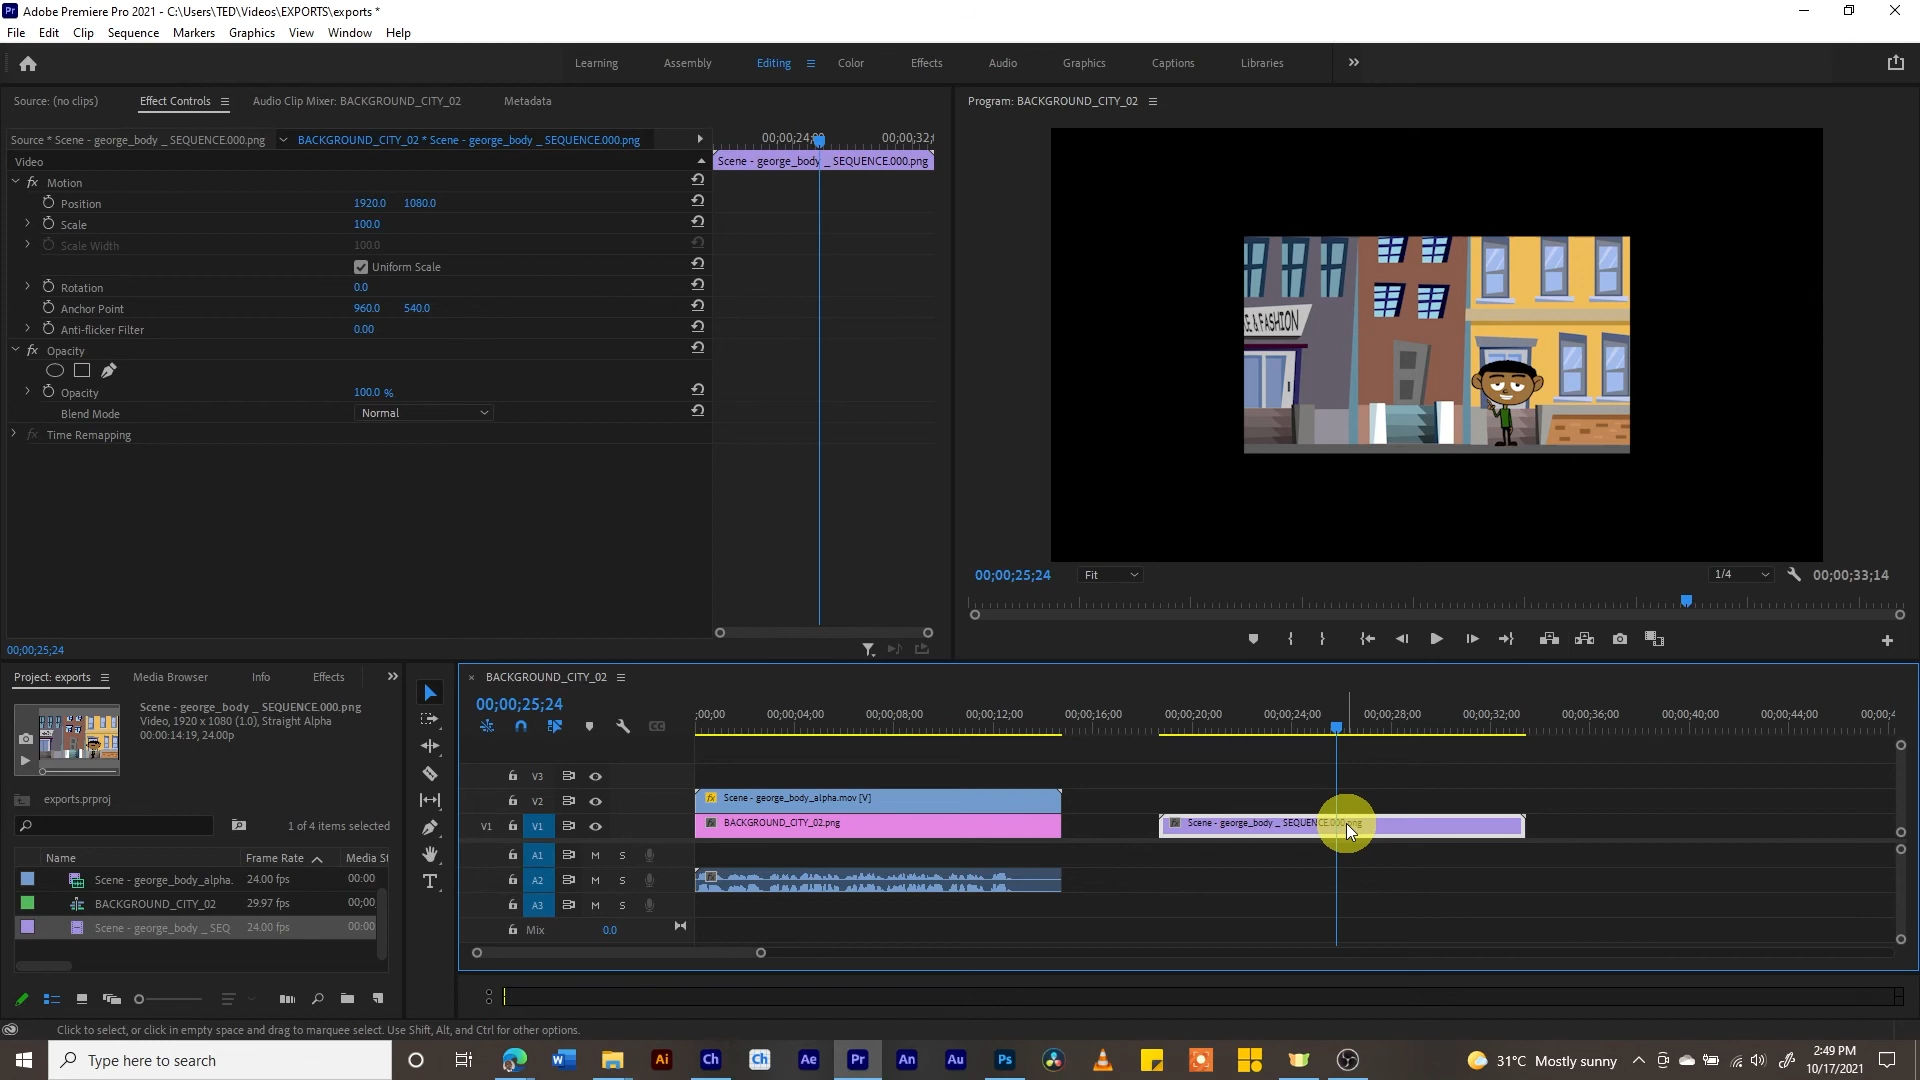 Adobe Premiere Pro 2021 - C:\Users\TED\Videos\EXPORTS\exports *
File Edit Clip Sequence Markers Graphics View Window Help
Learning Assembly Editing Color Effects Audio Graphics Captions Libraries
Source: (no clips) Effect Controls Audio Clip Mixer: BACKGROUND_CITY_02 Metadata
Program: BACKGROUND_CITY_02
Source * Scene - george_body _ SEQUENCE.000.png BACKGROUND_CITY_02 * Scene - george_body _ SEQUENCE.000.png
Video
Scene - george_body _ SEQUENCE.000.png
fx Motion
Position 1920.0 1080.0
Scale 100.0
Scale Width 100.0
Uniform Scale
Rotation 0.0
Anchor Point 960.0 540.0
Anti-flicker Filter 0.00
fx Opacity
Opacity 100.0 %
Blend Mode Normal
fx Time Remapping
E & FASHION
00;00;25;24
00;00;25;24 Fit 1/4 00;00;33;14
Project: exports Media Browser Info Effects
Scene - george_body _ SEQUENCE.000.png
Video, 1920 x 1080 (1.0), Straight Alpha
00:00:14:19, 24.00p
exports.prproj
1 of 4 items selected
Name Frame Rate Media St
Scene - george_body_alpha. 24.00 fps 00:00
BACKGROUND_CITY_02 29.97 fps 00;00
Scene - george_body _ SEQ 24.00 fps 00:00
BACKGROUND_CITY_02
00;00;25;24
;00;00 00;00;04;00 00;00;08;00 00;00;12;00 00;00;16;00 00;00;20;00 00;00;24;00 00;00;28;00 00;00;32;00 00;00;36;00 00;00;40;00 00;00;44;00
V3
V2 fx Scene - george_body_alpha.mov [V]
V1 V1 BACKGROUND_CITY_02.png Scene - george_body _ SEQUENCE.000.png
A1 M S
A2 M S
A3 M S
Mix 0.0
Click to select, or click in empty space and drag to marquee select. Use Shift, Alt, and Ctrl for other options.
Type here to search
31°C Mostly sunny
2:49 PM
10/17/2021